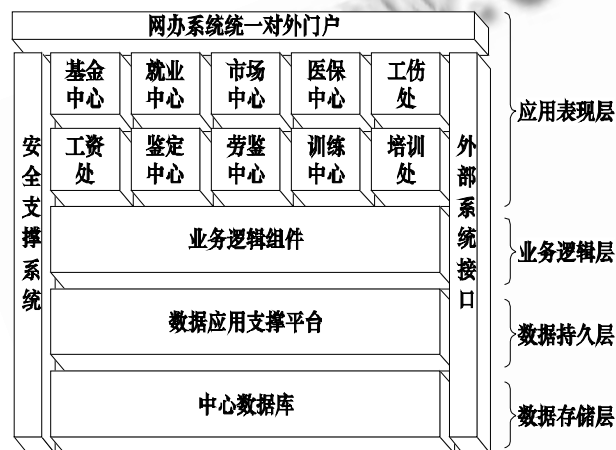 网办系统统一对外门户
基金
中心
就业
中心
市场
中心
医保
中心
工伤
处
工资
处
鉴定
中心
劳鉴
中心
训练
中心
培训
处
安全支撑系统
外部系统接口
业务逻辑组件
数据应用支撑平台
中心数据库
应用表现层
业务逻辑层
数据持久层
数据存储层